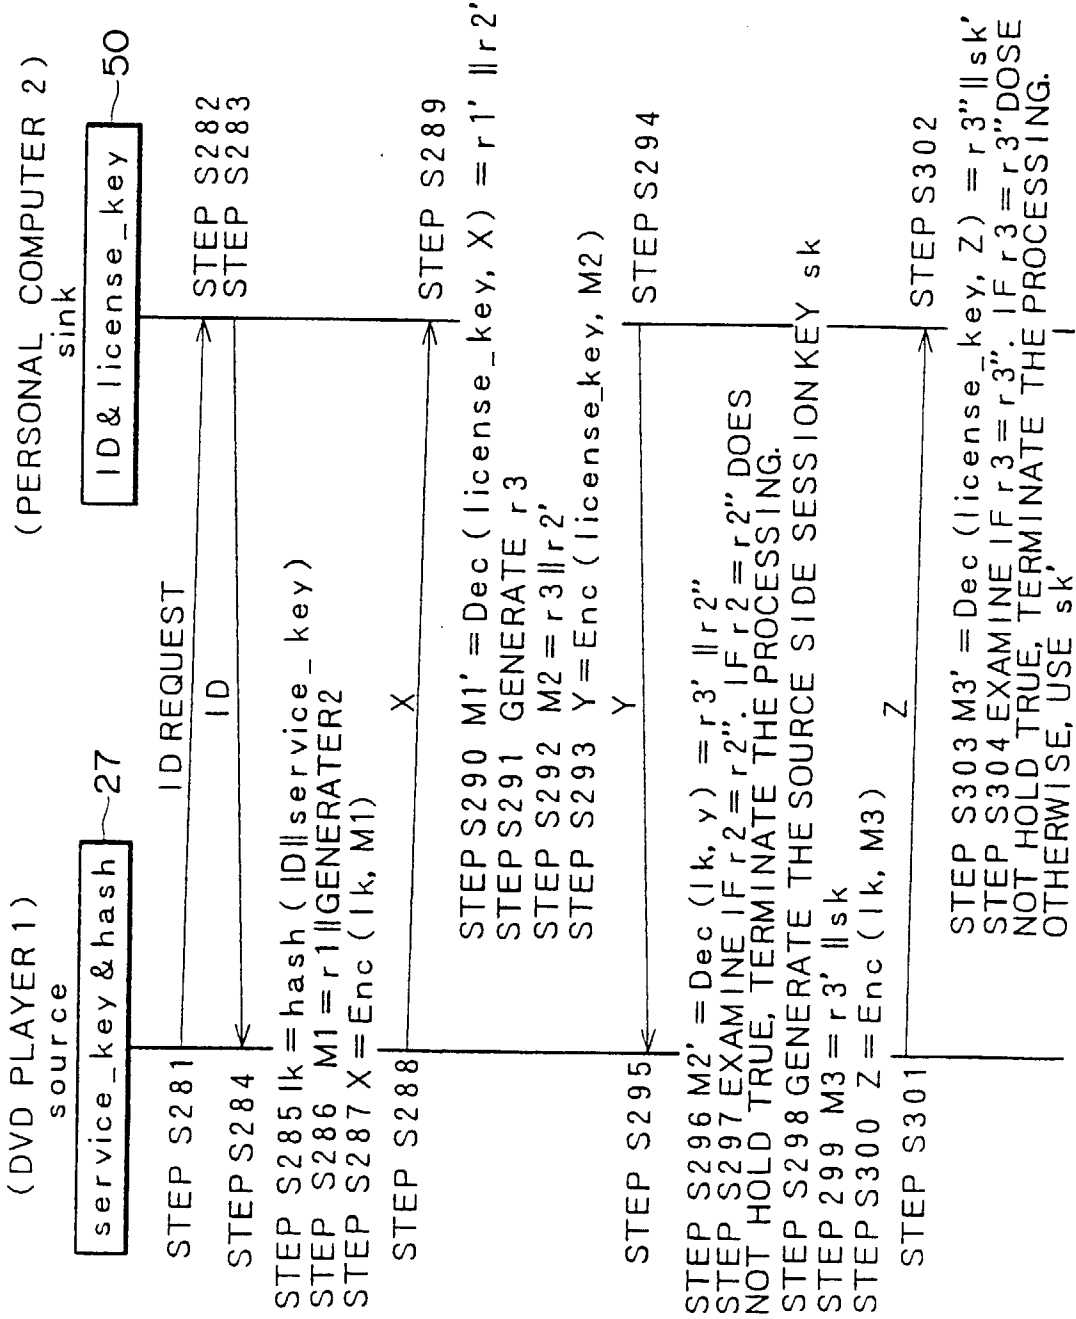 (DVD PLAYER 1)
source
(PERSONAL COMPUTER 2)
sink
service_key & hash
27
ID & license_key
50
STEP S281
ID REQUEST
STEP S282
STEP S283
ID
STEP S284
STEP S285 lk = hash ( ID || service_key)
STEP S286 M1 = r1 || GENERATER2
STEP S287 X = Enc (lk, M1)
STEP S288
X
STEP S289
STEP S290 M1' = Dec (license_key, X) = r1' || r2'
STEP S291 GENERATE r3
STEP S292 M2 = r3 || r2'
STEP S293 Y = Enc (license_key, M2)
STEP S294
Y
STEP S295
STEP S296 M2' = Dec (lk, y) = r3' || r2"
STEP S297 EXAMINE IF r2 = r2". IF r2 = r2" DOES
NOT HOLD TRUE, TERMINATE THE PROCESSING.
STEP S298 GENERATE THE SOURCE SIDE SESSION KEY sk
STEP 299 M3 = r3' || sk
STEP S300 Z = Enc (lk, M3)
STEP S301
Z
STEP S302
STEP S303 M3' = Dec (license_key, Z) = r3" || sk'
STEP S304 EXAMINE IF r3 = r3". IF r3 = r3" DOSE
NOT HOLD TRUE, TERMINATE THE PROCESSING.
OTHERWISE, USE sk'